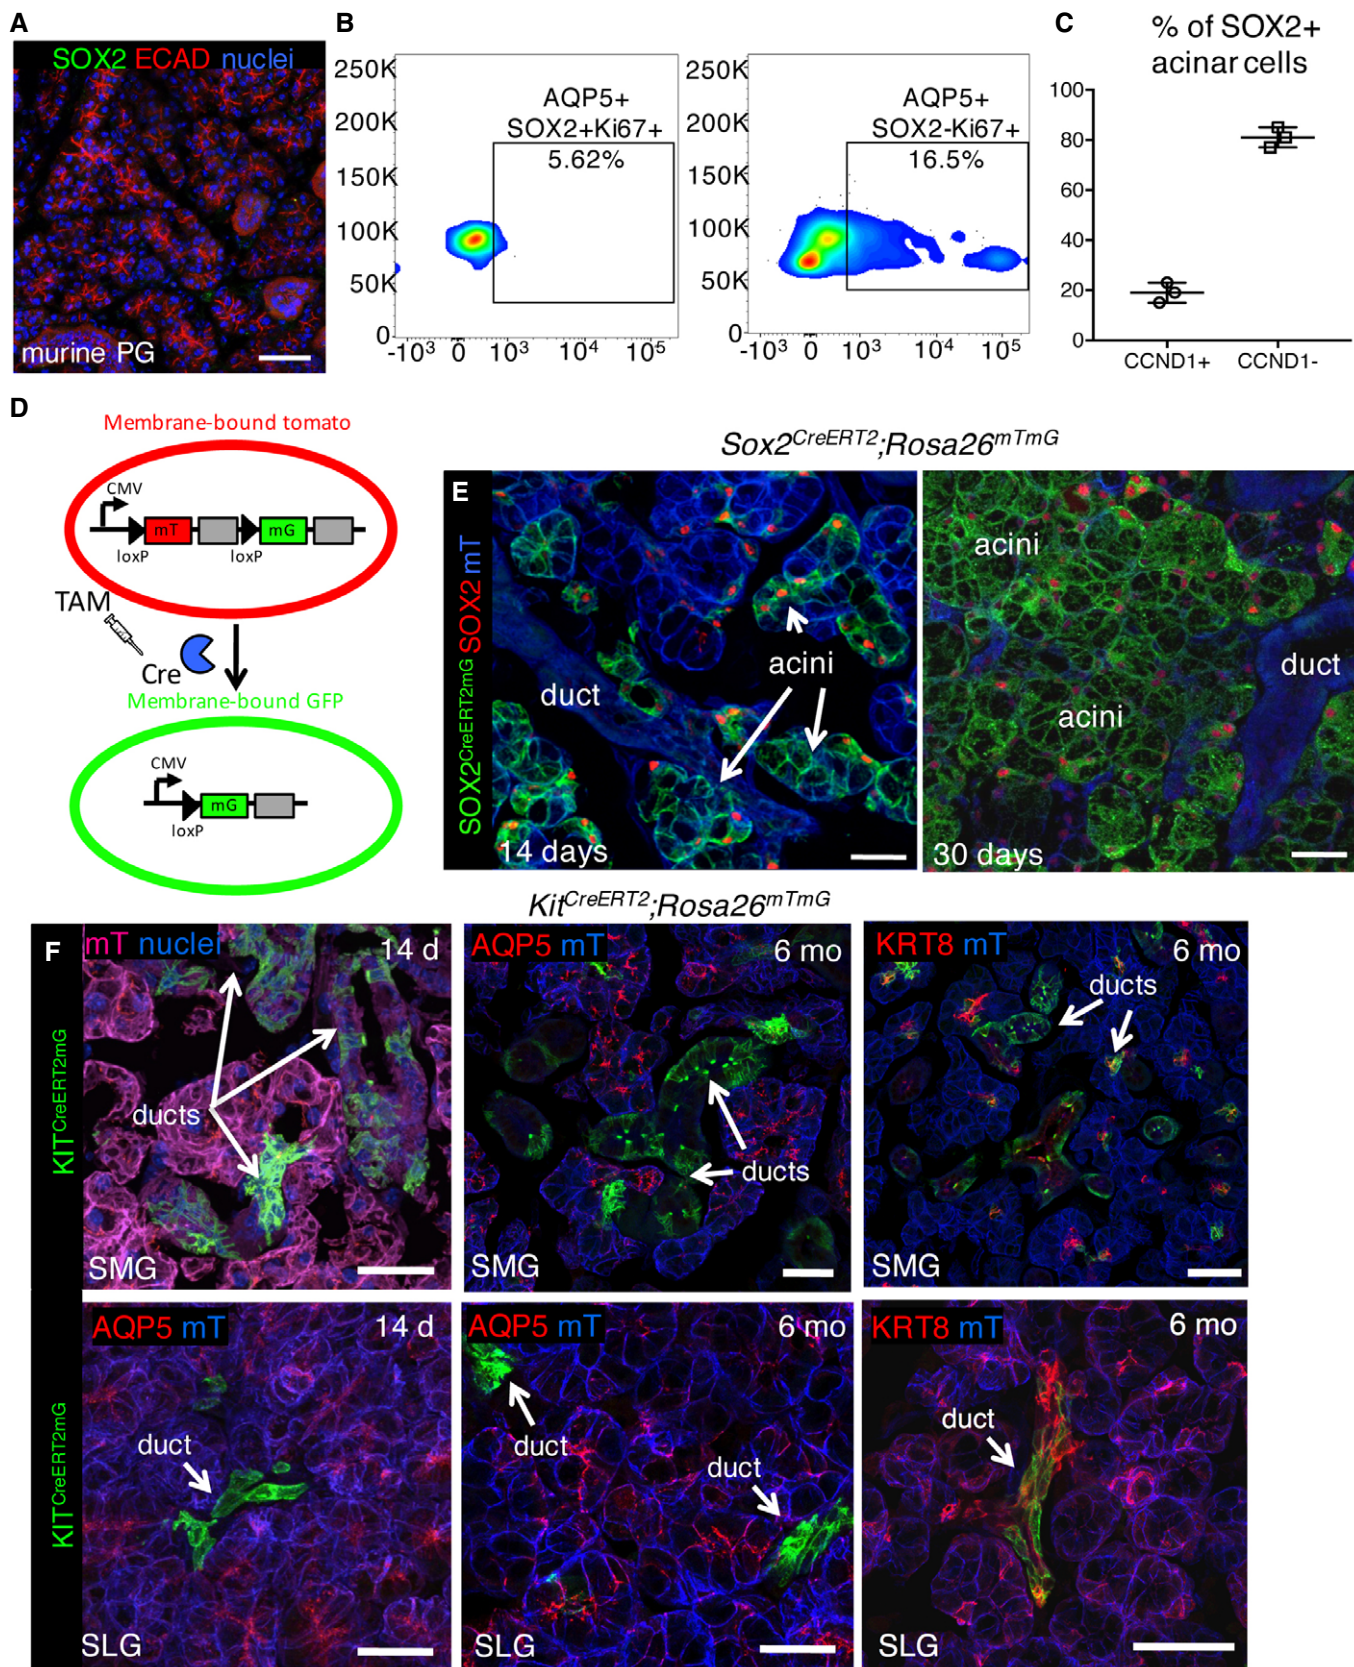 A
SOX2 ECAD nuclei
murine PG
B
250K
200K
150K
100K
50K
0
AQP5+
SOX2+Ki67+
5.62%
-10³ 0 10³ 10⁴ 10⁵
250K
200K
150K
100K
50K
0
AQP5+
SOX2-Ki67+
16.5%
-10³ 0 10³ 10⁴ 10⁵
C
% of SOX2+
acinar cells
100
80
60
40
20
0
CCND1+ CCND1-
D
Membrane-bound tomato
CMV
mT mG
loxP loxP
TAM
Cre
Membrane-bound GFP
CMV
mG
loxP
Sox2CreERT2;Rosa26mTmG
E
SOX2CreERT2mG SOX2 mT
duct
acini
14 days
acini
duct
acini
30 days
KitCreERT2;Rosa26mTmG
F
KITCreERT2mG
mT nuclei
14 d
ducts
SMG
AQP5 mT
6 mo
ducts
SMG
KRT8 mT
6 mo
ducts
SMG
KITCreERT2mG
AQP5 mT
14 d
duct
SLG
AQP5 mT
6 mo
duct
duct
SLG
KRT8 mT
6 mo
duct
SLG